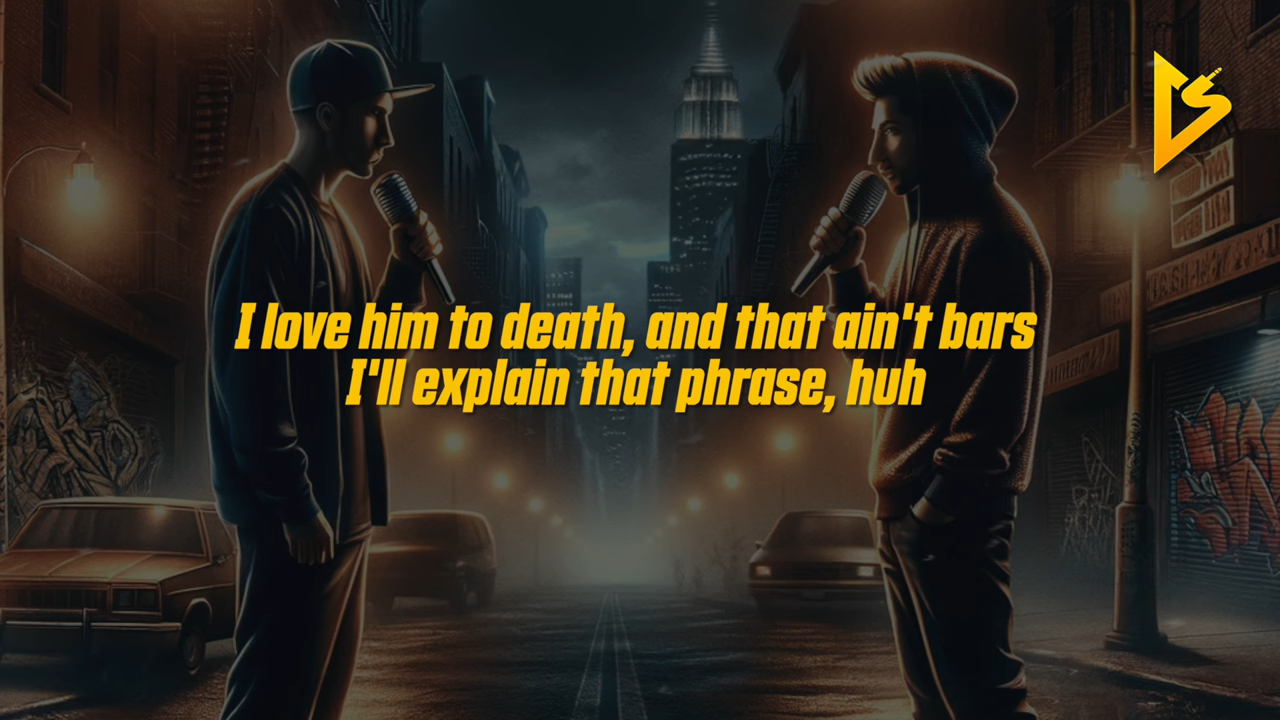 I love him to death, and that ain't bars
I'll explain that phrase, huh